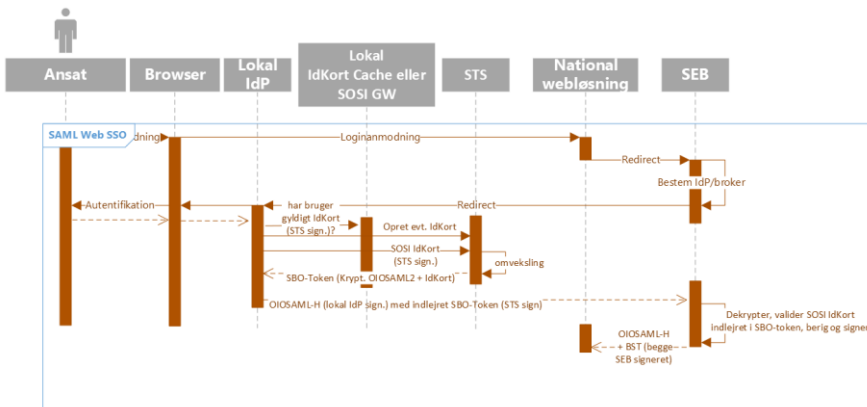 Ansat
Browser
Lokal
IdP
Lokal
IdKort Cache eller
SOSI GW
STS
National
webløsning
SEB
SAML Web SSO
dning
Loginanmodning
Redirect
Bestem IdP/broker
Autentifikation
har bruger
gyldigt IdKort
(STS sign.)?
Redirect
Opret evt. IdKort
SOSI IdKort
(STS sign.)
omveksling
SBO-Token (Krypt. OIOSAML2 + IdKort)
OIOSAML-H (lokal IdP sign.) med indlejret SBO-Token (STS sign)
Dekrypter, valider SOSI IdKort
indlejret i SBO-token, berig og signer
OIOSAML-H
+ BST (begge
SEB signeret)